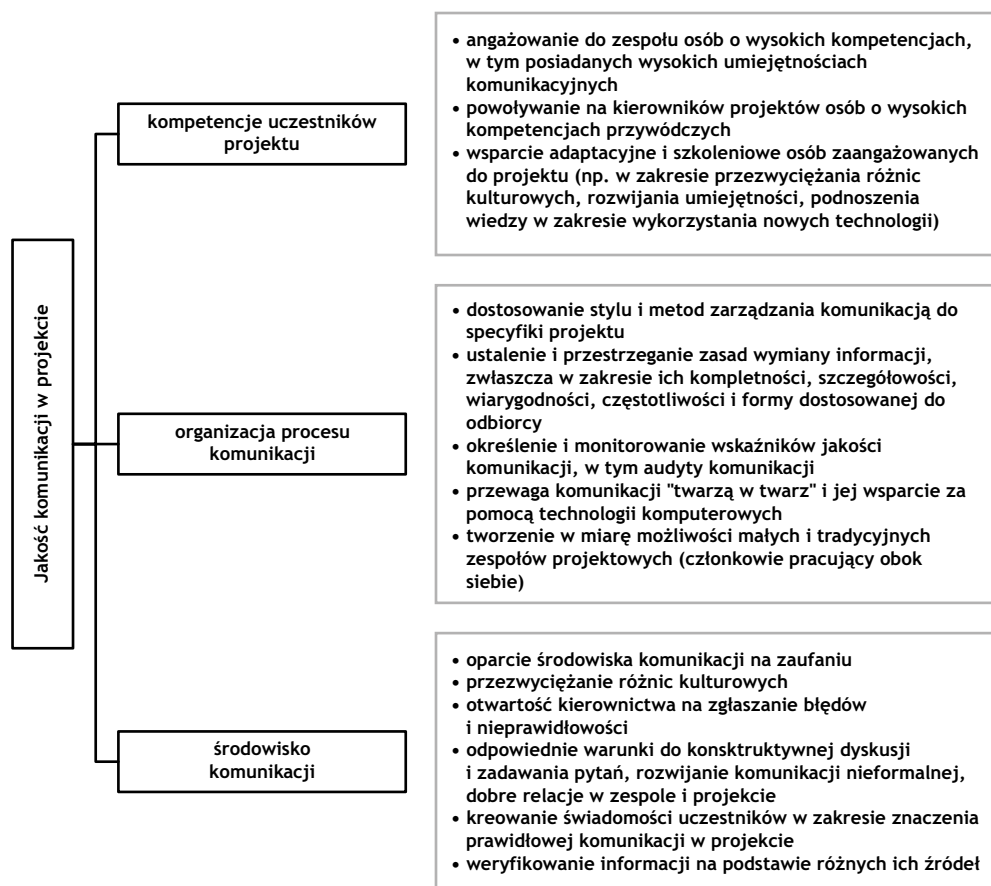 Jakość komunikacji w projekcie
kompetencje uczestników
projektu
• angażowanie do zespołu osób o wysokich kompetencjach,
w tym posiadanych wysokich umiejętnościach
komunikacyjnych
• powoływanie na kierowników projektów osób o wysokich
kompetencjach przywódczych
• wsparcie adaptacyjne i szkoleniowe osób zaangażowanych
do projektu (np. w zakresie przezwyciężania różnic
kulturowych, rozwijania umiejętności, podnoszenia
wiedzy w zakresie wykorzystania nowych technologii)
organizacja procesu
komunikacji
• dostosowanie stylu i metod zarządzania komunikacją do
specyfiki projektu
• ustalenie i przestrzeganie zasad wymiany informacji,
zwłaszcza w zakresie ich kompletności, szczegółowości,
wiarygodności, częstotliwości i formy dostosowanej do
odbiorcy
• określenie i monitorowanie wskaźników jakości
komunikacji, w tym audyty komunikacji
• przewaga komunikacji "twarzą w twarz" i jej wsparcie za
pomocą technologii komputerowych
• tworzenie w miarę możliwości małych i tradycyjnych
zespołów projektowych (członkowie pracujący obok
siebie)
środowisko
komunikacji
• oparcie środowiska komunikacji na zaufaniu
• przezwyciężanie różnic kulturowych
• otwartość kierownictwa na zgłaszanie błędów
i nieprawidłowości
• odpowiednie warunki do konsktruktywnej dyskusji
i zadawania pytań, rozwijanie komunikacji nieformalnej,
dobre relacje w zespole i projekcie
• kreowanie świadomości uczestników w zakresie znaczenia
prawidłowej komunikacji w projekcie
• weryfikowanie informacji na podstawie różnych ich źródeł